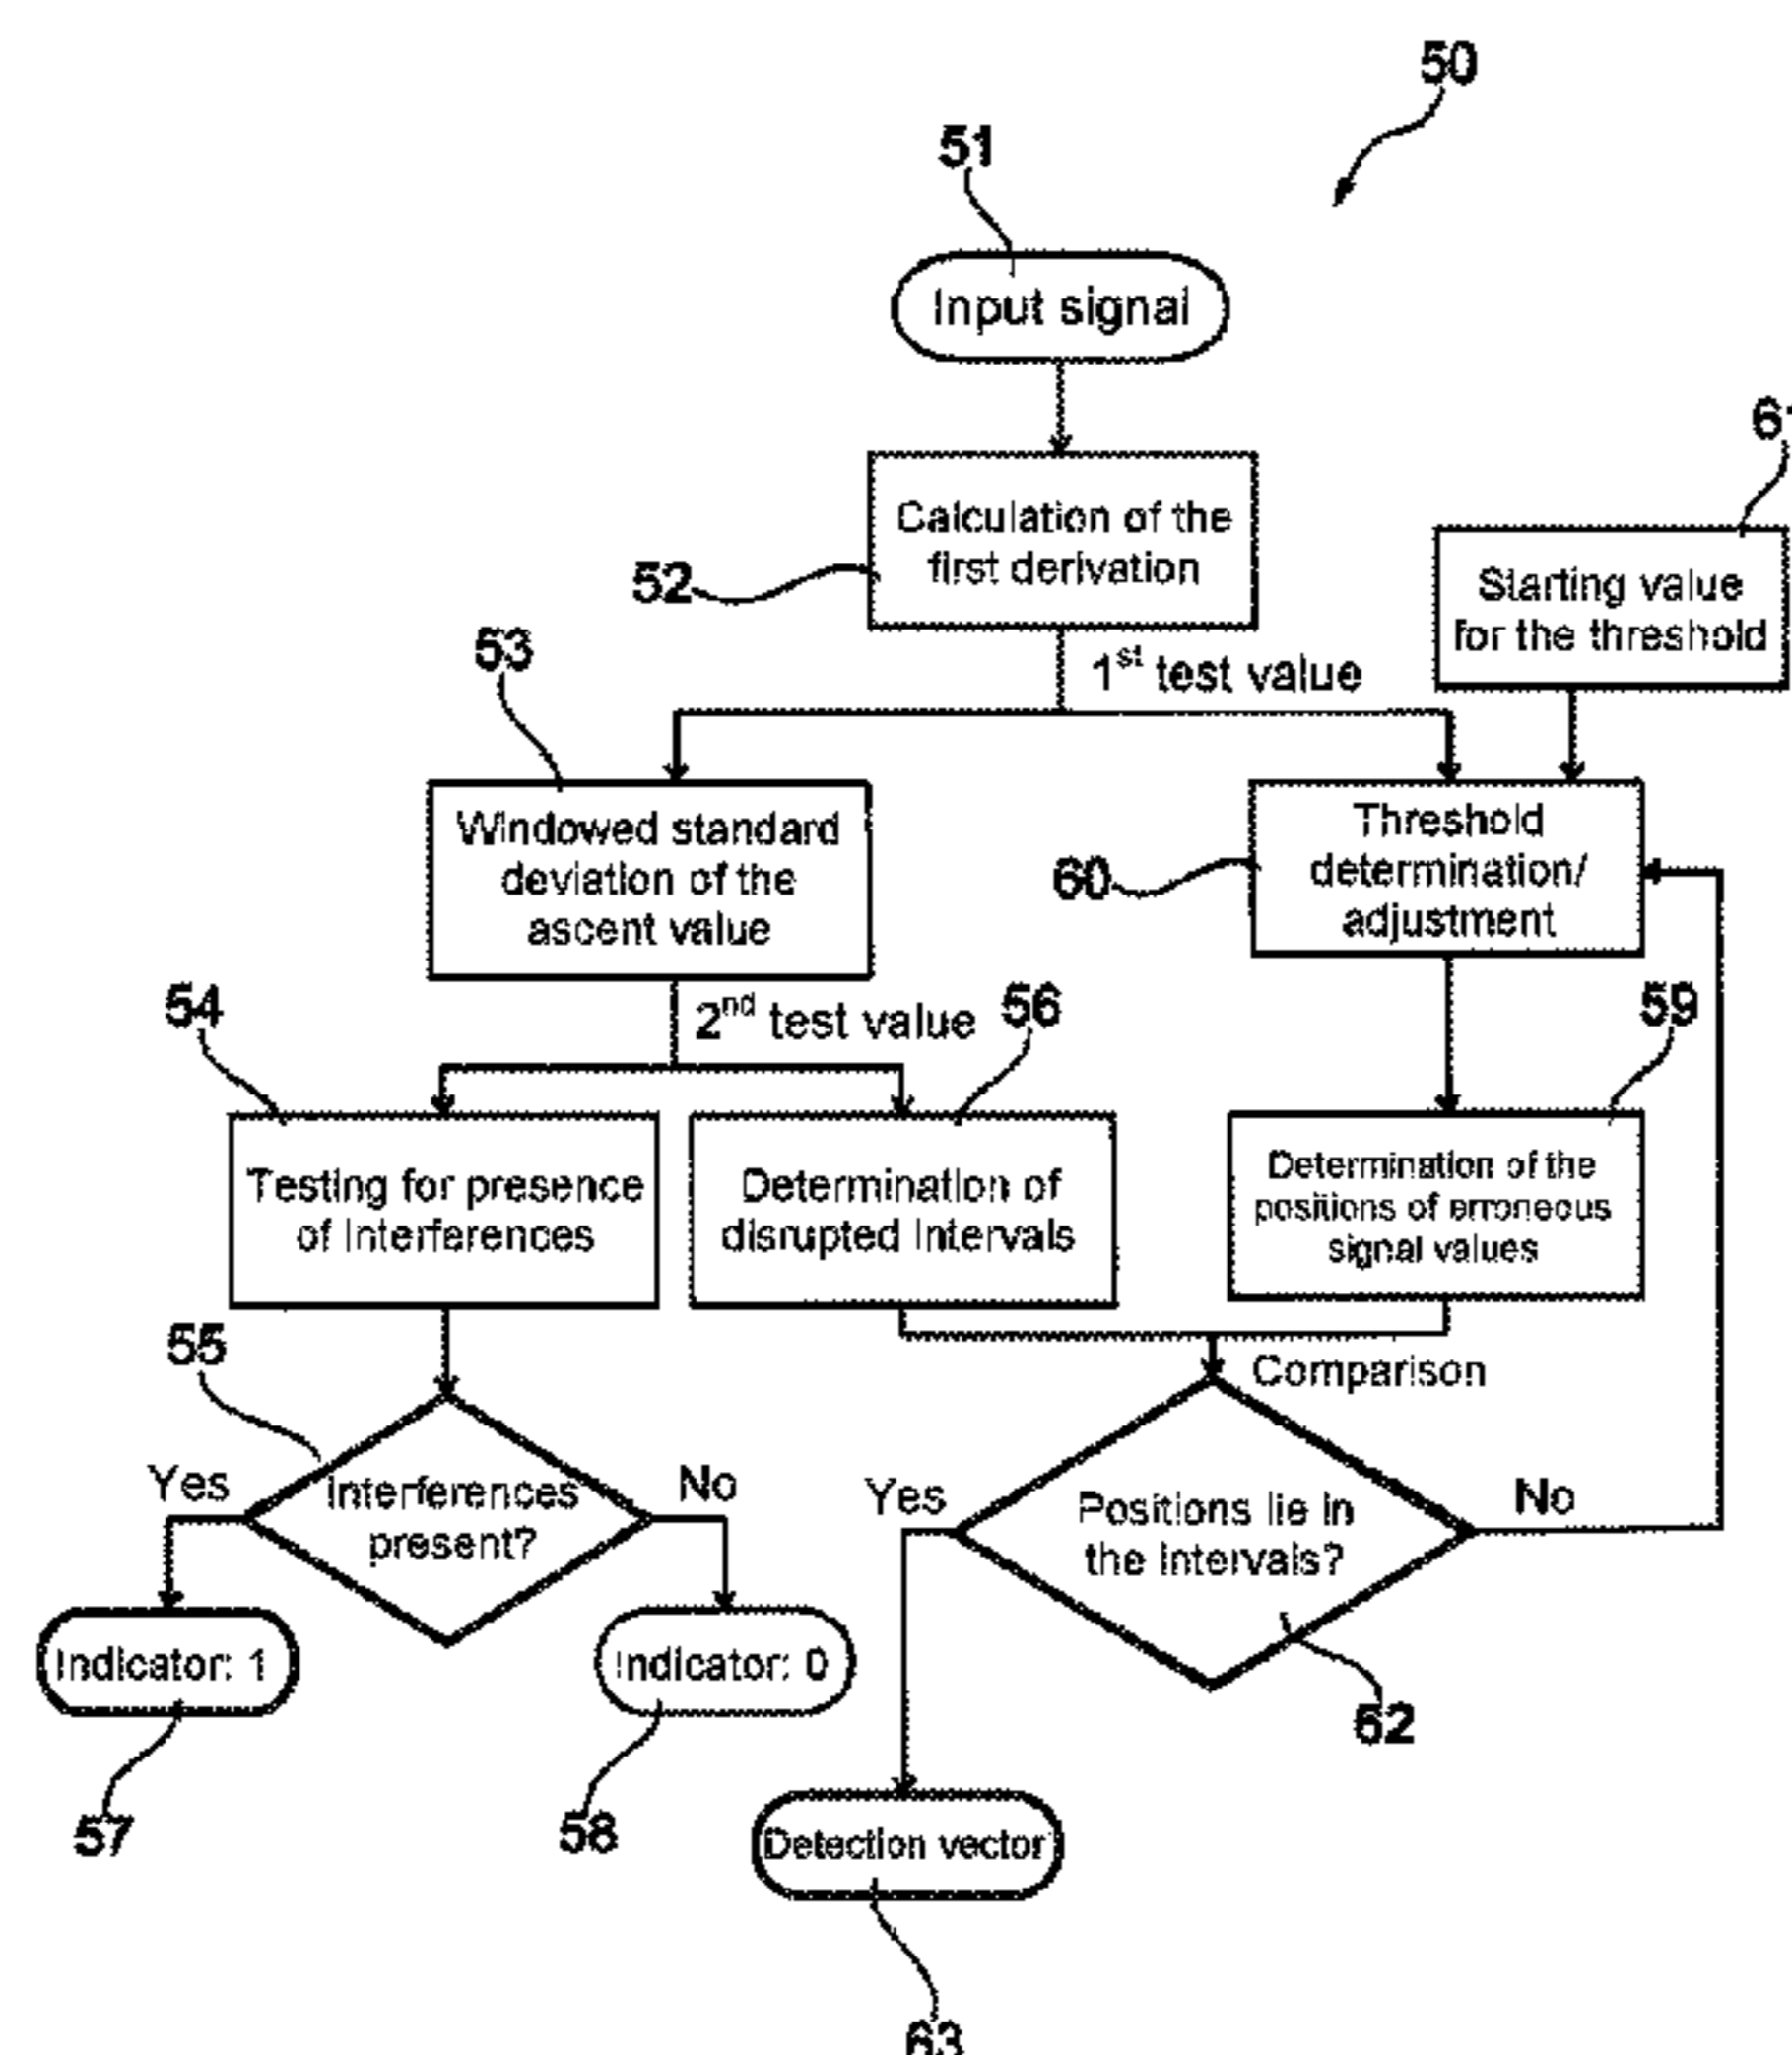 50
51
Input signal
Calculation of the
first derivation
52
Starting value
for the threshold
53
1st test value
Windowed standard
deviation of the
ascent value
60
Threshold
determination/
adjustment
54
2nd test value
56
59
Testing for presence
of Interferences
Determination of
disrupted Intervals
Determination of the
positions of erroneous
signal values
55
Comparison
Yes
Interferences
present?
No
Yes
Positions lie in
the Intervals?
No
Indicator: 1
Indicator: 0
62
57
58
Detection vector
63